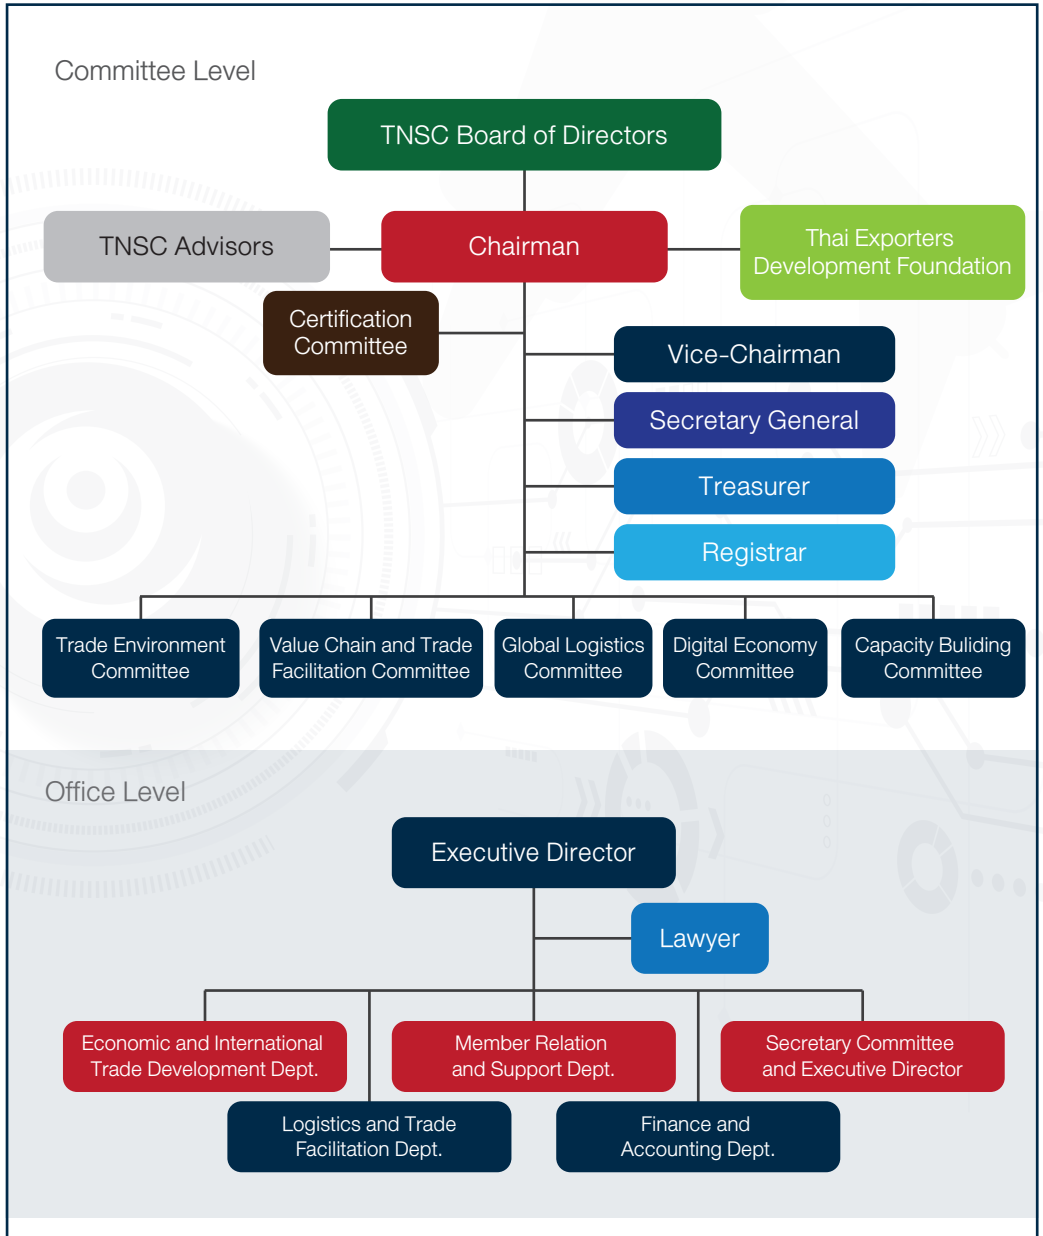 Committee Level
TNSC Board of Directors
TNSC Advisors
Chairman
Thai Exporters
Development Foundation
Certification
Committee
Vice-Chairman
Secretary General
Treasurer
Registrar
Trade Environment
Committee
Value Chain and Trade
Facilitation Committee
Global Logistics
Committee
Digital Economy
Committee
Capacity Buliding
Committee
Office Level
Executive Director
Lawyer
Economic and International
Trade Development Dept.
Member Relation
and Support Dept.
Secretary Committee
and Executive Director
Logistics and Trade
Facilitation Dept.
Finance and
Accounting Dept.